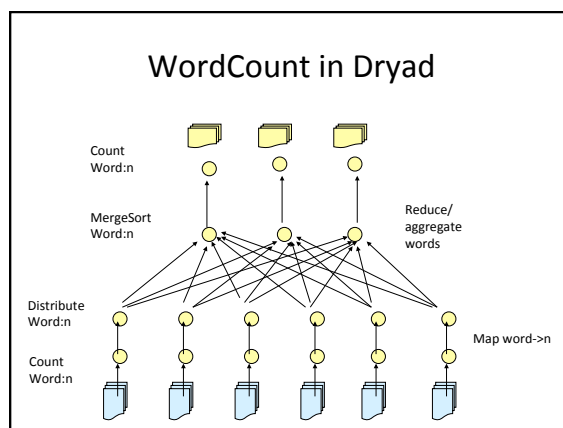 WordCount in Dryad
Count
Word:n
MergeSort
Word:n
Reduce/
aggregate
words
Distribute
Word:n
Map word->n
Count
Word:n